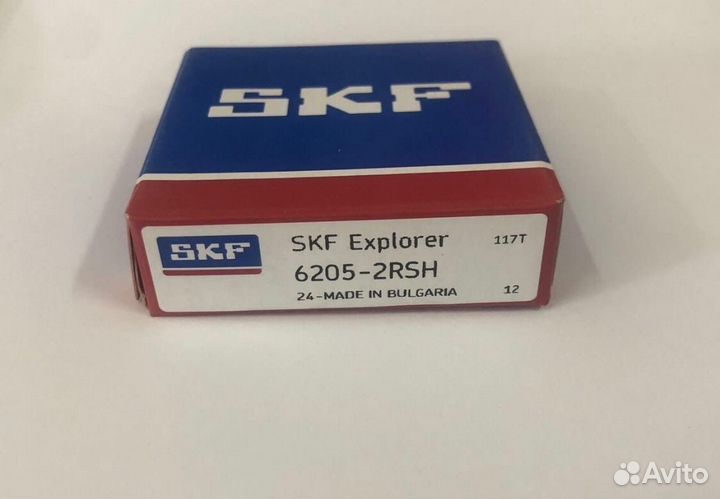 SKF
SKF SKF Explorer 117T
6205-2RSH
24-MADE IN BULGARIA 12
Avito